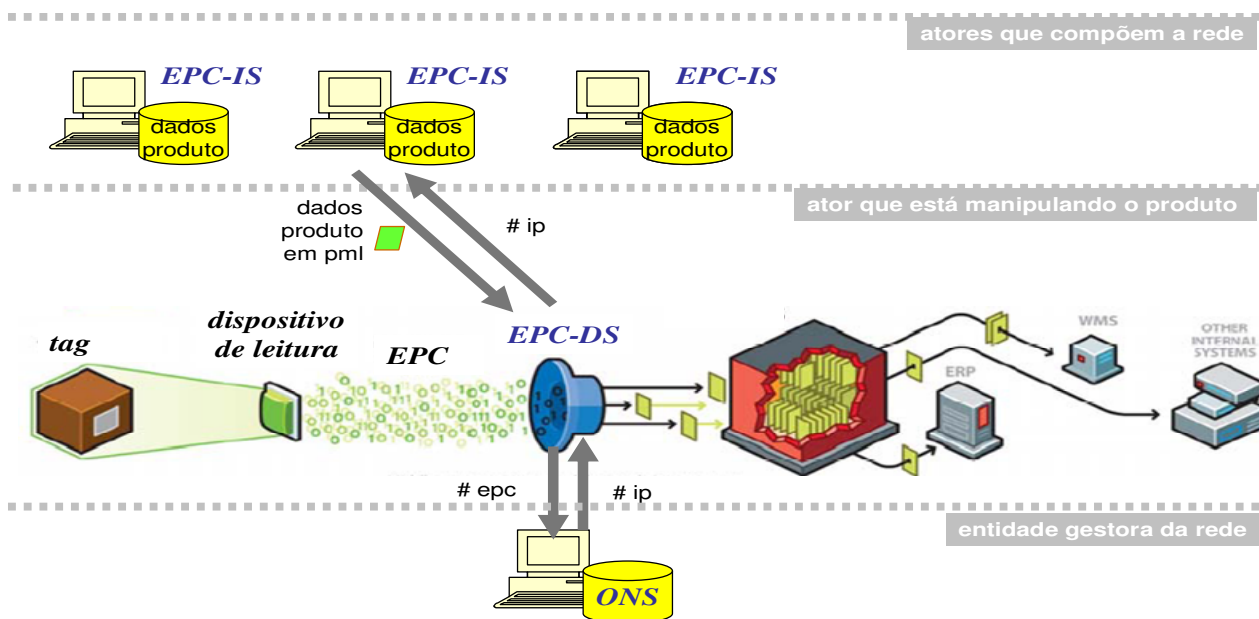 atores que compõem a rede
EPC-IS
EPC-IS
EPC-IS
dados
produto
dados
produto
dados
produto
ator que está manipulando o produto
dados
produto
em pml
# ip
tag
dispositivo
de leitura
EPC
EPC-DS
WMS
ERP
OTHER
INTERNAL
SYSTEMS
# epc
# ip
entidade gestora da rede
ONS